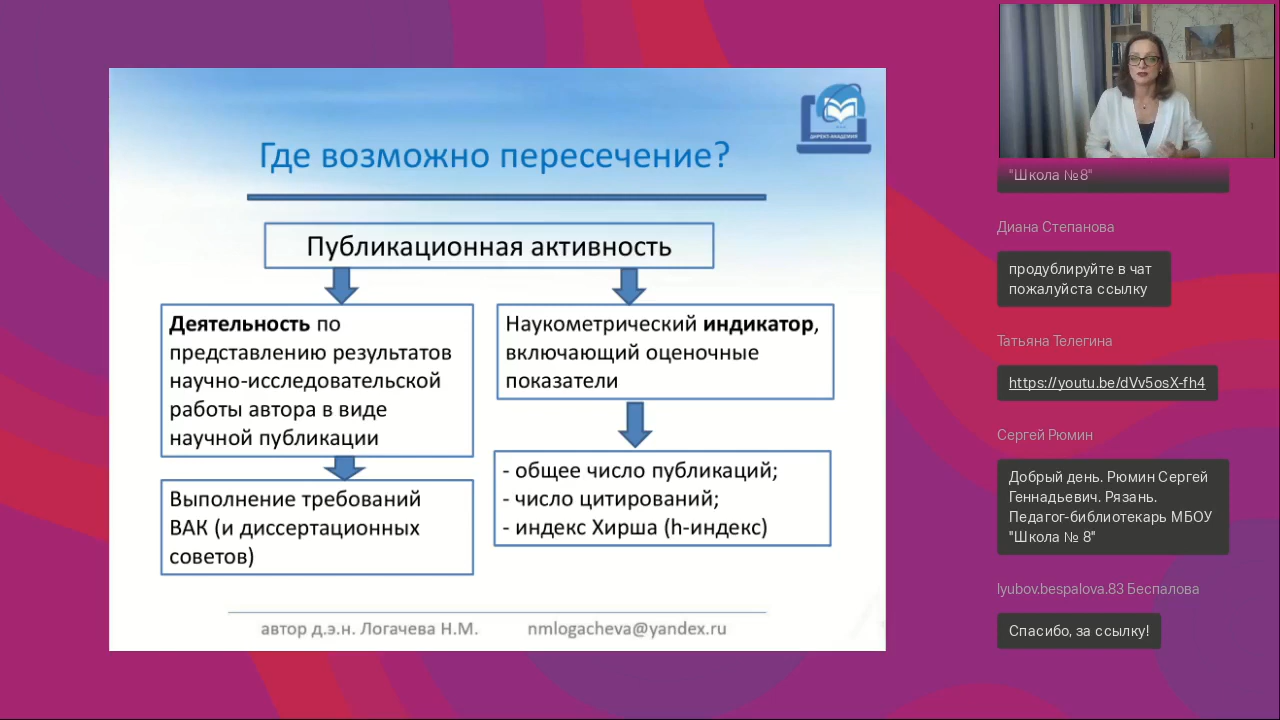 ДИРЕКТ-АКАДЕМИЯ
Где возможно пересечение?
Публикационная активность
Деятельность по
представлению результатов
научно-исследовательской
работы автора в виде
научной публикации
Выполнение требований
ВАК (и диссертационных
советов)
Наукометрический индикатор,
включающий оценочные
показатели
- общее число публикаций;
- число цитирований;
- индекс Хирша (h-индекс)
автор д.э.н. Логачева Н.М.
nmlogacheva@yandex.ru
"Школа №8"
Диана Степанова
продублируйте в чат
пожалуйста ссылку
Татьяна Телегина
https://youtu.be/dVv5osX-fh4
Сергей Рюмин
Добрый день. Рюмин Сергей
Геннадьевич. Рязань.
Педагог-библиотекарь МБОУ
"Школа № 8"
lyubov.bespalova.83 Беспалова
Спасибо, за ссылку!